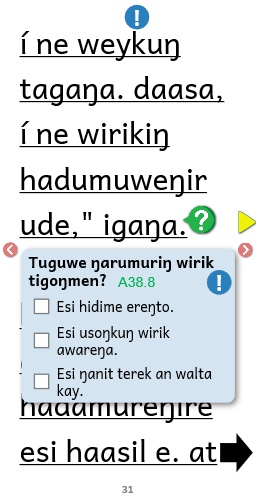 í ne weykuŋ
tagaŋa. daasa,
í ne wirikiŋ
hadumuweŋir
ude," igaŋa.
Tuguwe ŋarumuriŋ wirik
tigoŋmen? A38.8
Esi hidime ereŋto.
Esi usoŋkuŋ wirik
awareŋa.
Esi ŋanit terek an walta
kay.
hadamureŋire
esi haasil e. at
31